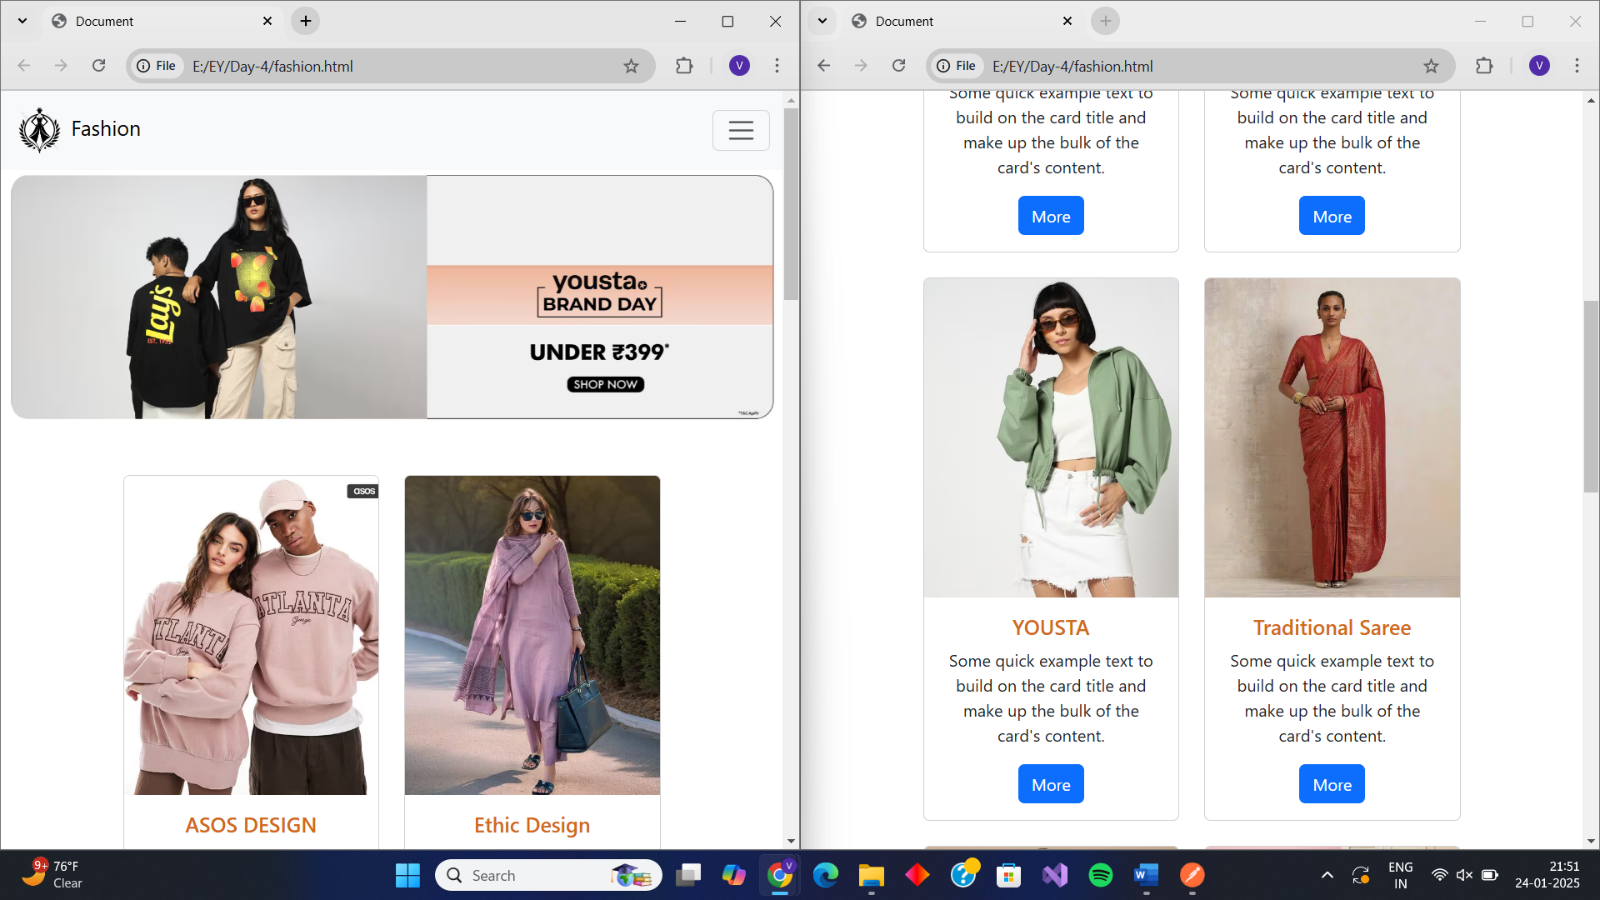 Document
File
E:/EY/Day-4/fashion.html
V
Fashion
Lay's
EST. 1932
yousta
BRAND DAY
UNDER ₹399*
SHOP NOW
asos
ATLANTA
ATLANTA
ASOS DESIGN
Ethic Design
Document
File
E:/EY/Day-4/fashion.html
V
Some quick example text to
build on the card title and
make up the bulk of the
card's content.
More
Some quick example text to
build on the card title and
make up the bulk of the
card's content.
More
YOUSTA
Some quick example text to
build on the card title and
make up the bulk of the
card's content.
More
Traditional Saree
Some quick example text to
build on the card title and
make up the bulk of the
card's content.
More
9+
76°F
Clear
Search
V
W
ENG
IN
21:51
24-01-2025